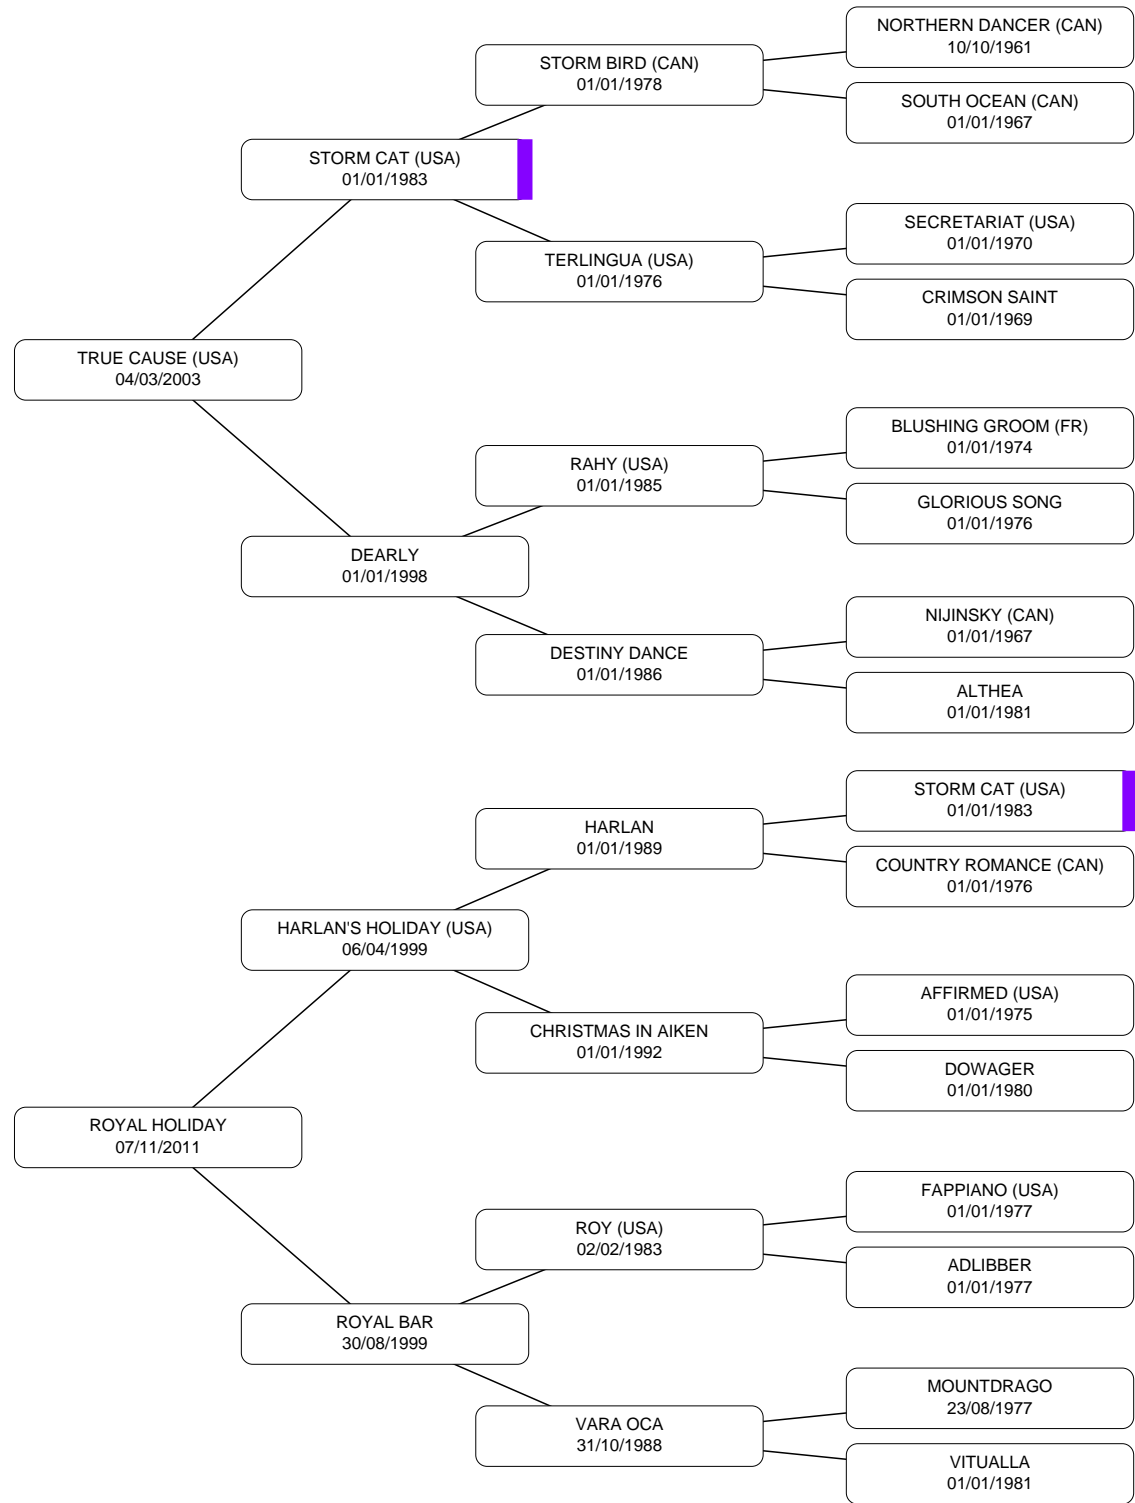 NORTHERN DANCER (CAN)
10/10/1961
STORM BIRD (CAN)
01/01/1978
SOUTH OCEAN (CAN)
01/01/1967
STORM CAT (USA)
01/01/1983
SECRETARIAT (USA)
01/01/1970
TERLINGUA (USA)
01/01/1976
CRIMSON SAINT
01/01/1969
TRUE CAUSE (USA)
04/03/2003
BLUSHING GROOM (FR)
01/01/1974
RAHY (USA)
01/01/1985
GLORIOUS SONG
01/01/1976
DEARLY
01/01/1998
NIJINSKY (CAN)
01/01/1967
DESTINY DANCE
01/01/1986
ALTHEA
01/01/1981
STORM CAT (USA)
01/01/1983
HARLAN
01/01/1989
COUNTRY ROMANCE (CAN)
01/01/1976
HARLAN'S HOLIDAY (USA)
06/04/1999
AFFIRMED (USA)
01/01/1975
CHRISTMAS IN AIKEN
01/01/1992
DOWAGER
01/01/1980
ROYAL HOLIDAY
07/11/2011
FAPPIANO (USA)
01/01/1977
ROY (USA)
02/02/1983
ADLIBBER
01/01/1977
ROYAL BAR
30/08/1999
MOUNTDRAGO
23/08/1977
VARA OCA
31/10/1988
VITUALLA
01/01/1981